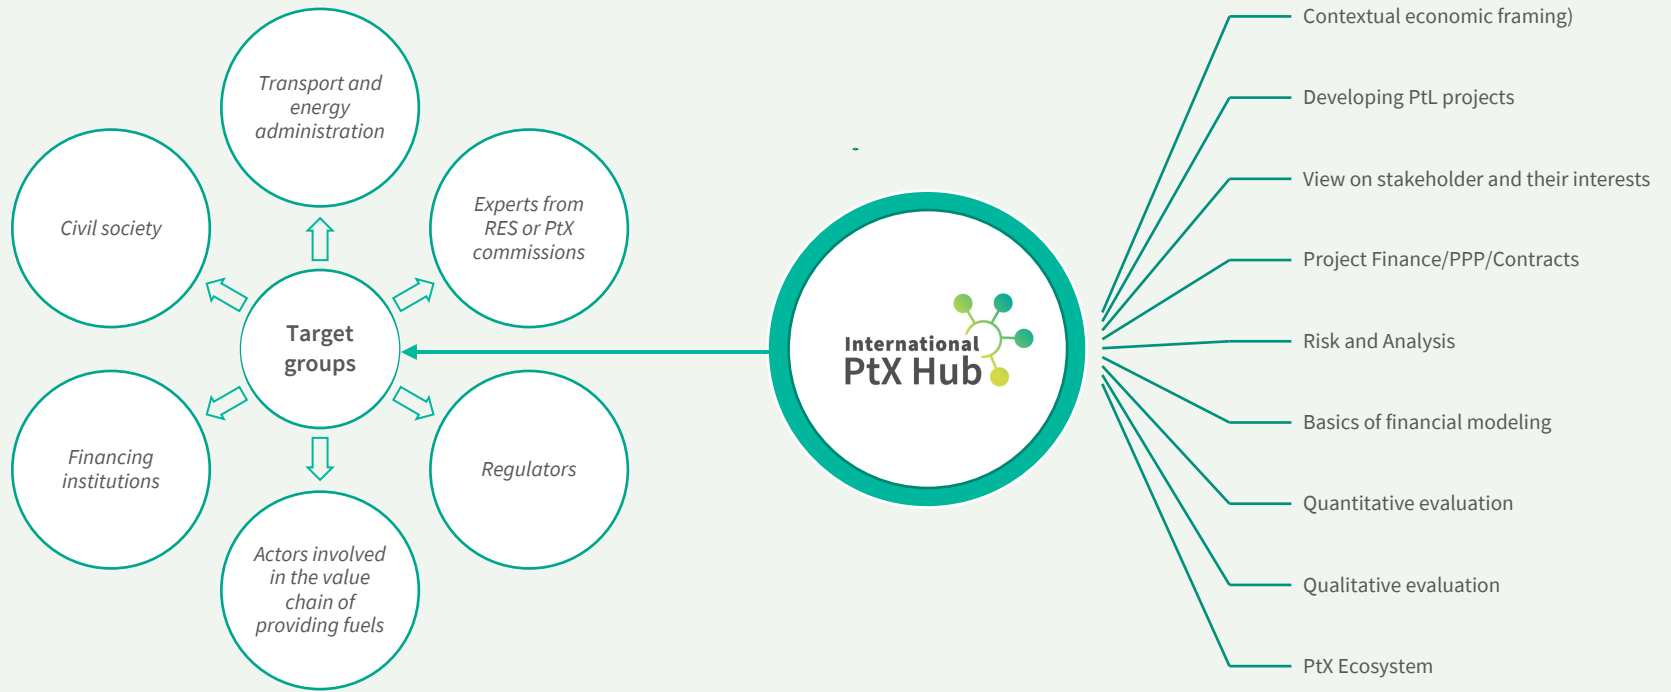 Transport and
energy
administration
Experts from
RES or PtX
commissions
Civil society
Target
groups
Financing
institutions
Regulators
Actors involved
in the value
chain of
providing fuels
International
PtX Hub
Contextual economic framing)
Developing PtL projects
View on stakeholder and their interests
Project Finance/PPP/Contracts
Risk and Analysis
Basics of financial modeling
Quantitative evaluation
Qualitative evaluation
PtX Ecosystem